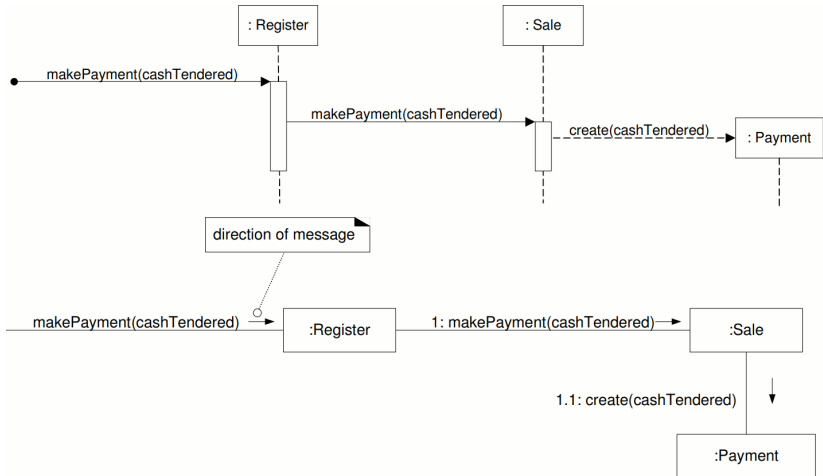 : Register
: Sale
makePayment(cashTendered)
makePayment(cashTendered)
create(cashTendered)
: Payment
direction of message
makePayment(cashTendered)
:Register
1: makePayment(cashTendered)
:Sale
1.1: create(cashTendered)
:Payment